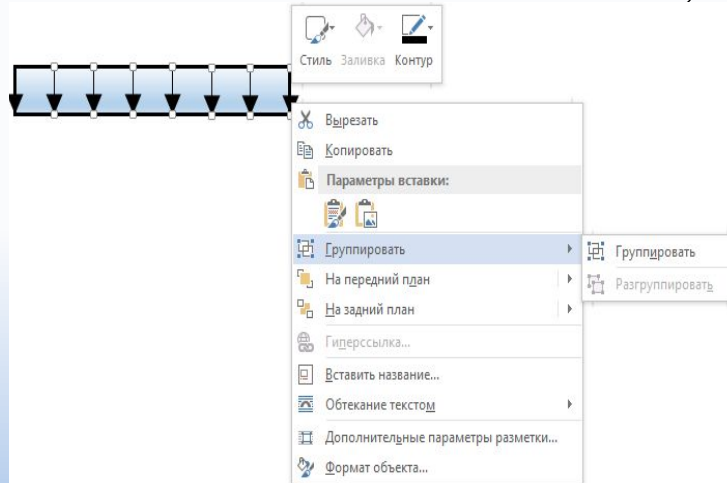 Стиль Заливка Контур
Вырезать
Копировать
Параметры вставки:
Группировать
Группировать
Разгруппировать
На передний план
На задний план
Гиперссылка...
Вставить название...
Обтекание текстом
Дополнительные параметры разметки...
Формат объекта...